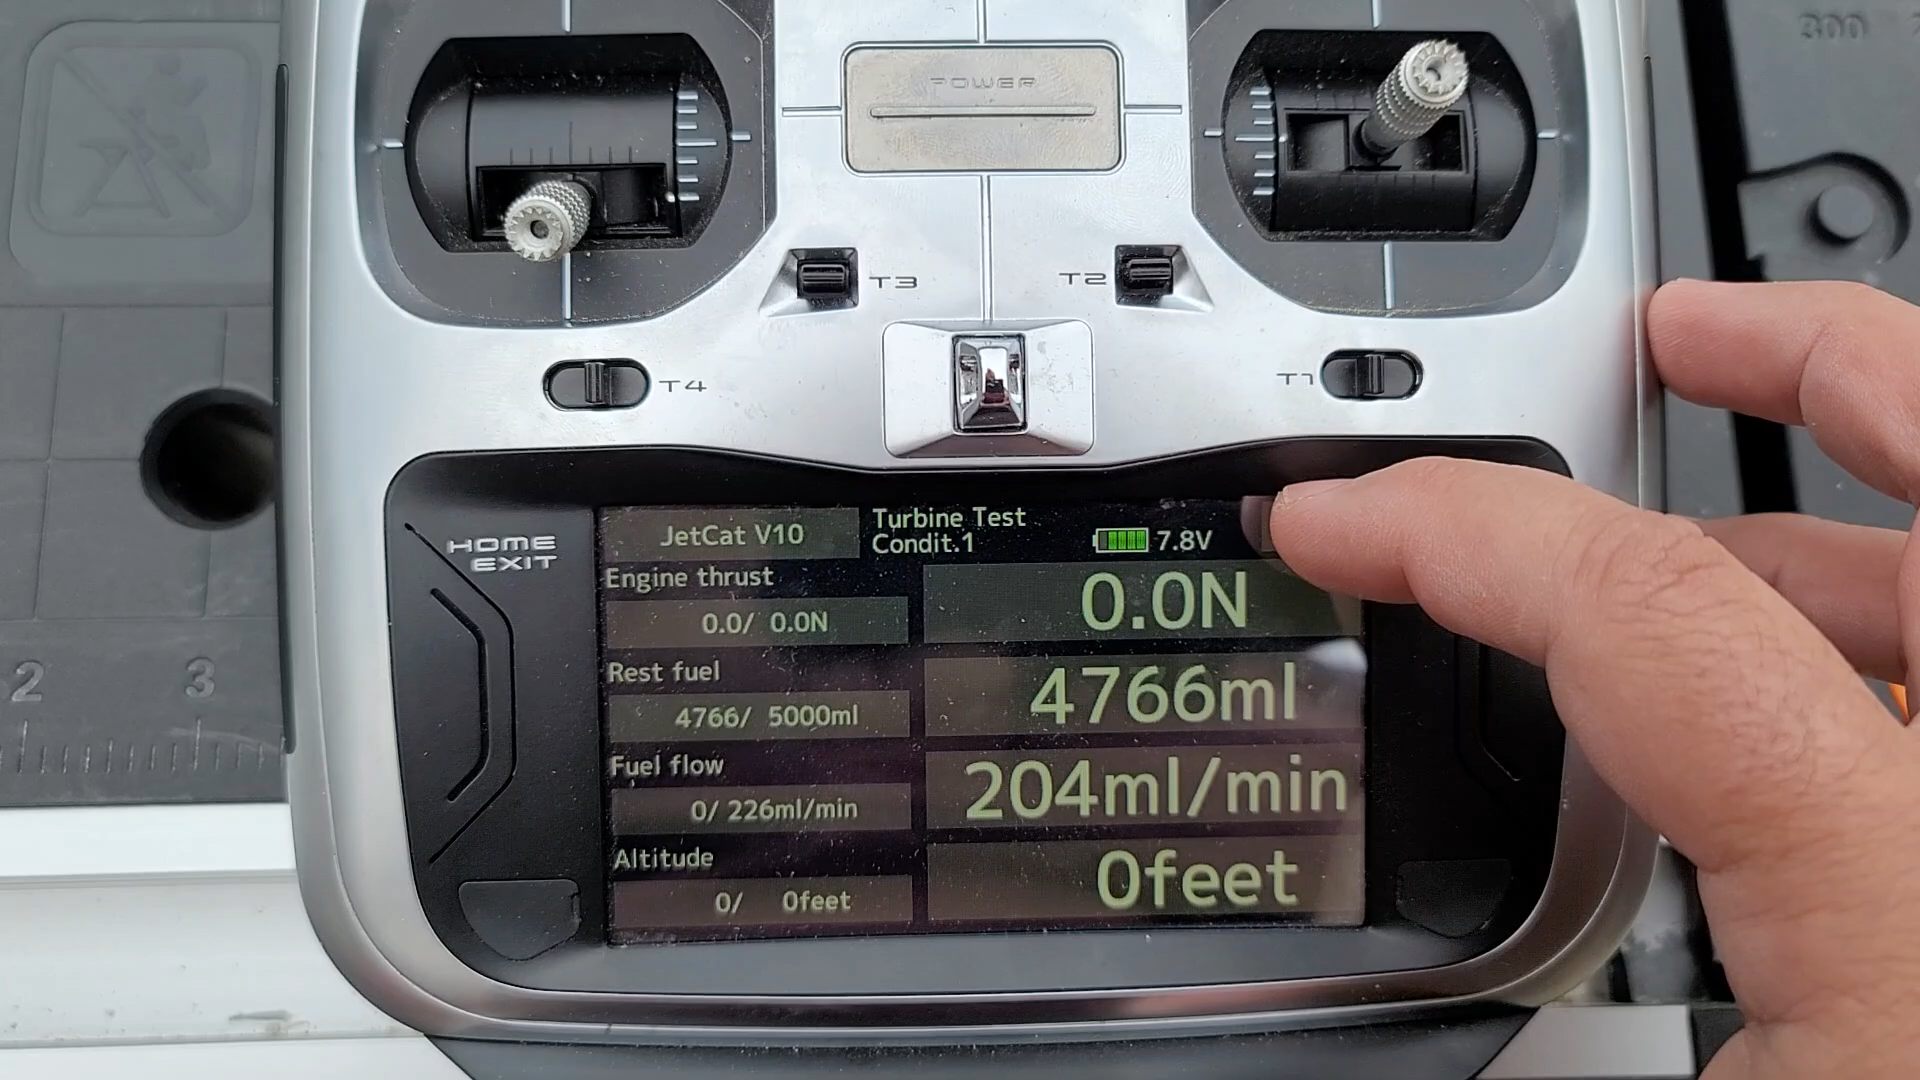 300
POWER
T3
T2
T4
T1
HOME
EXIT
JetCat V10
Turbine Test
Condit.1
7.8V
Engine thrust
0.0/ 0.0N
0.0N
Rest fuel
4766/ 5000ml
4766ml
Fuel flow
0/ 226ml/min
204ml/min
Altitude
0/ 0feet
0feet
2 3